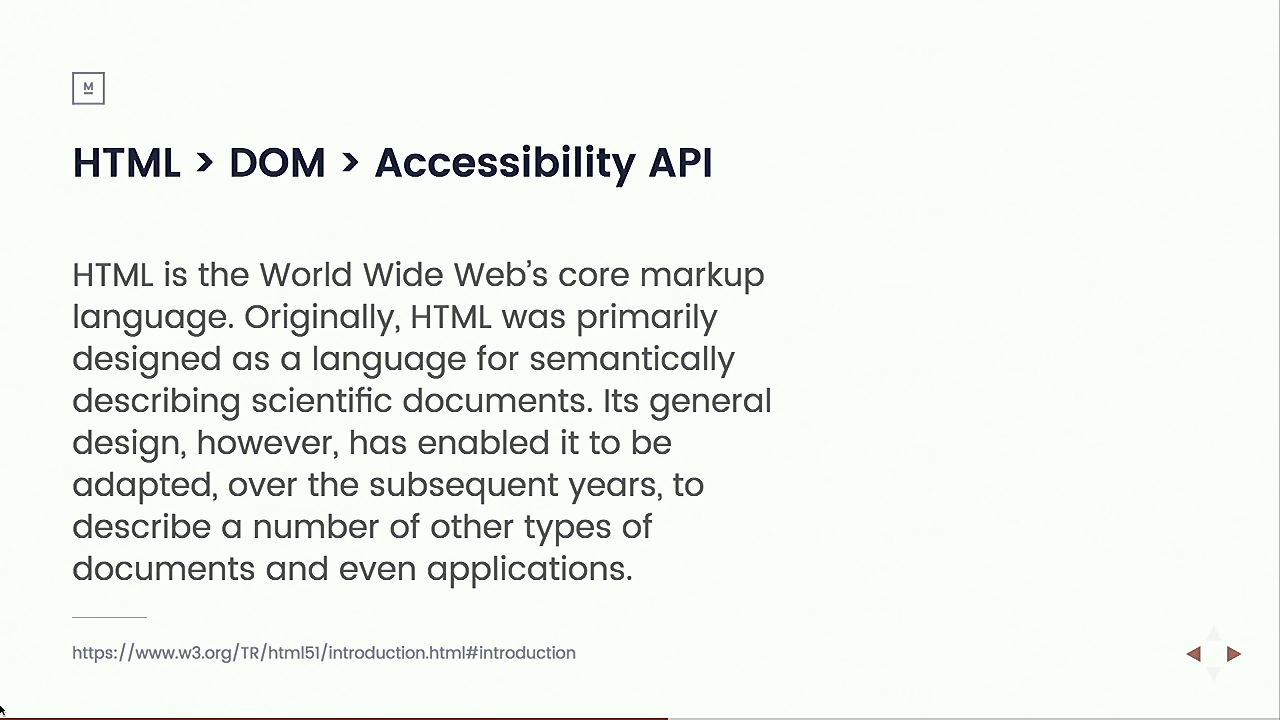 M
HTML > DOM > Accessibility API
HTML is the World Wide Web’s core markup
language. Originally, HTML was primarily
designed as a language for semantically
describing scientific documents. Its general
design, however, has enabled it to be
adapted, over the subsequent years, to
describe a number of other types of
documents and even applications.
https://www.w3.org/TR/html51/introduction.html#introduction